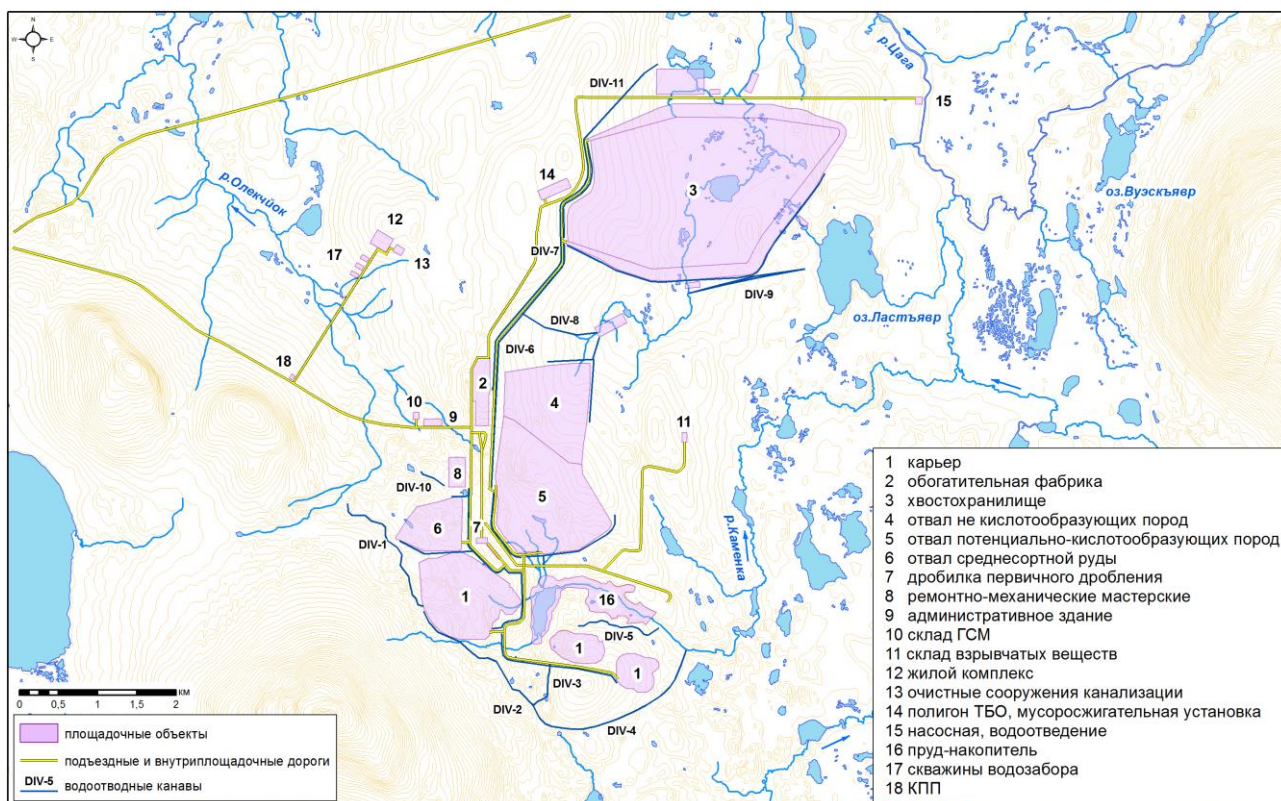 N
W E
S
DIV-11
р.Цага
15
14
3
р.Олекчйок
оз.Вуэскъявр
12
17
13
DIV-7
DIV-9
оз.Ластъявр
DIV-8
DIV-6
18
2
4
10
9
11
8
DIV-10
5
6
7
DIV-1
р.Каменка
1
16
DIV-5
1
1
DIV-3
DIV-2
DIV-4
0 0,5 1 2 км
площадочные объекты
подъездные и внутриплощадочные дороги
DIV-5 водоотводные канавы
1 карьер
2 обогатительная фабрика
3 хвостохранилище
4 отвал не кислотообразующих пород
5 отвал потенциально-кислотообразующих пород
6 отвал среднесортной руды
7 дробилка первичного дробления
8 ремонтно-механические мастерские
9 административное здание
10 склад ГСМ
11 склад взрывчатых веществ
12 жилой комплекс
13 очистные сооружения канализации
14 полигон ТБО, мусоросжигательная установка
15 насосная, водоотведение
16 пруд-накопитель
17 скважины водозабора
18 КПП